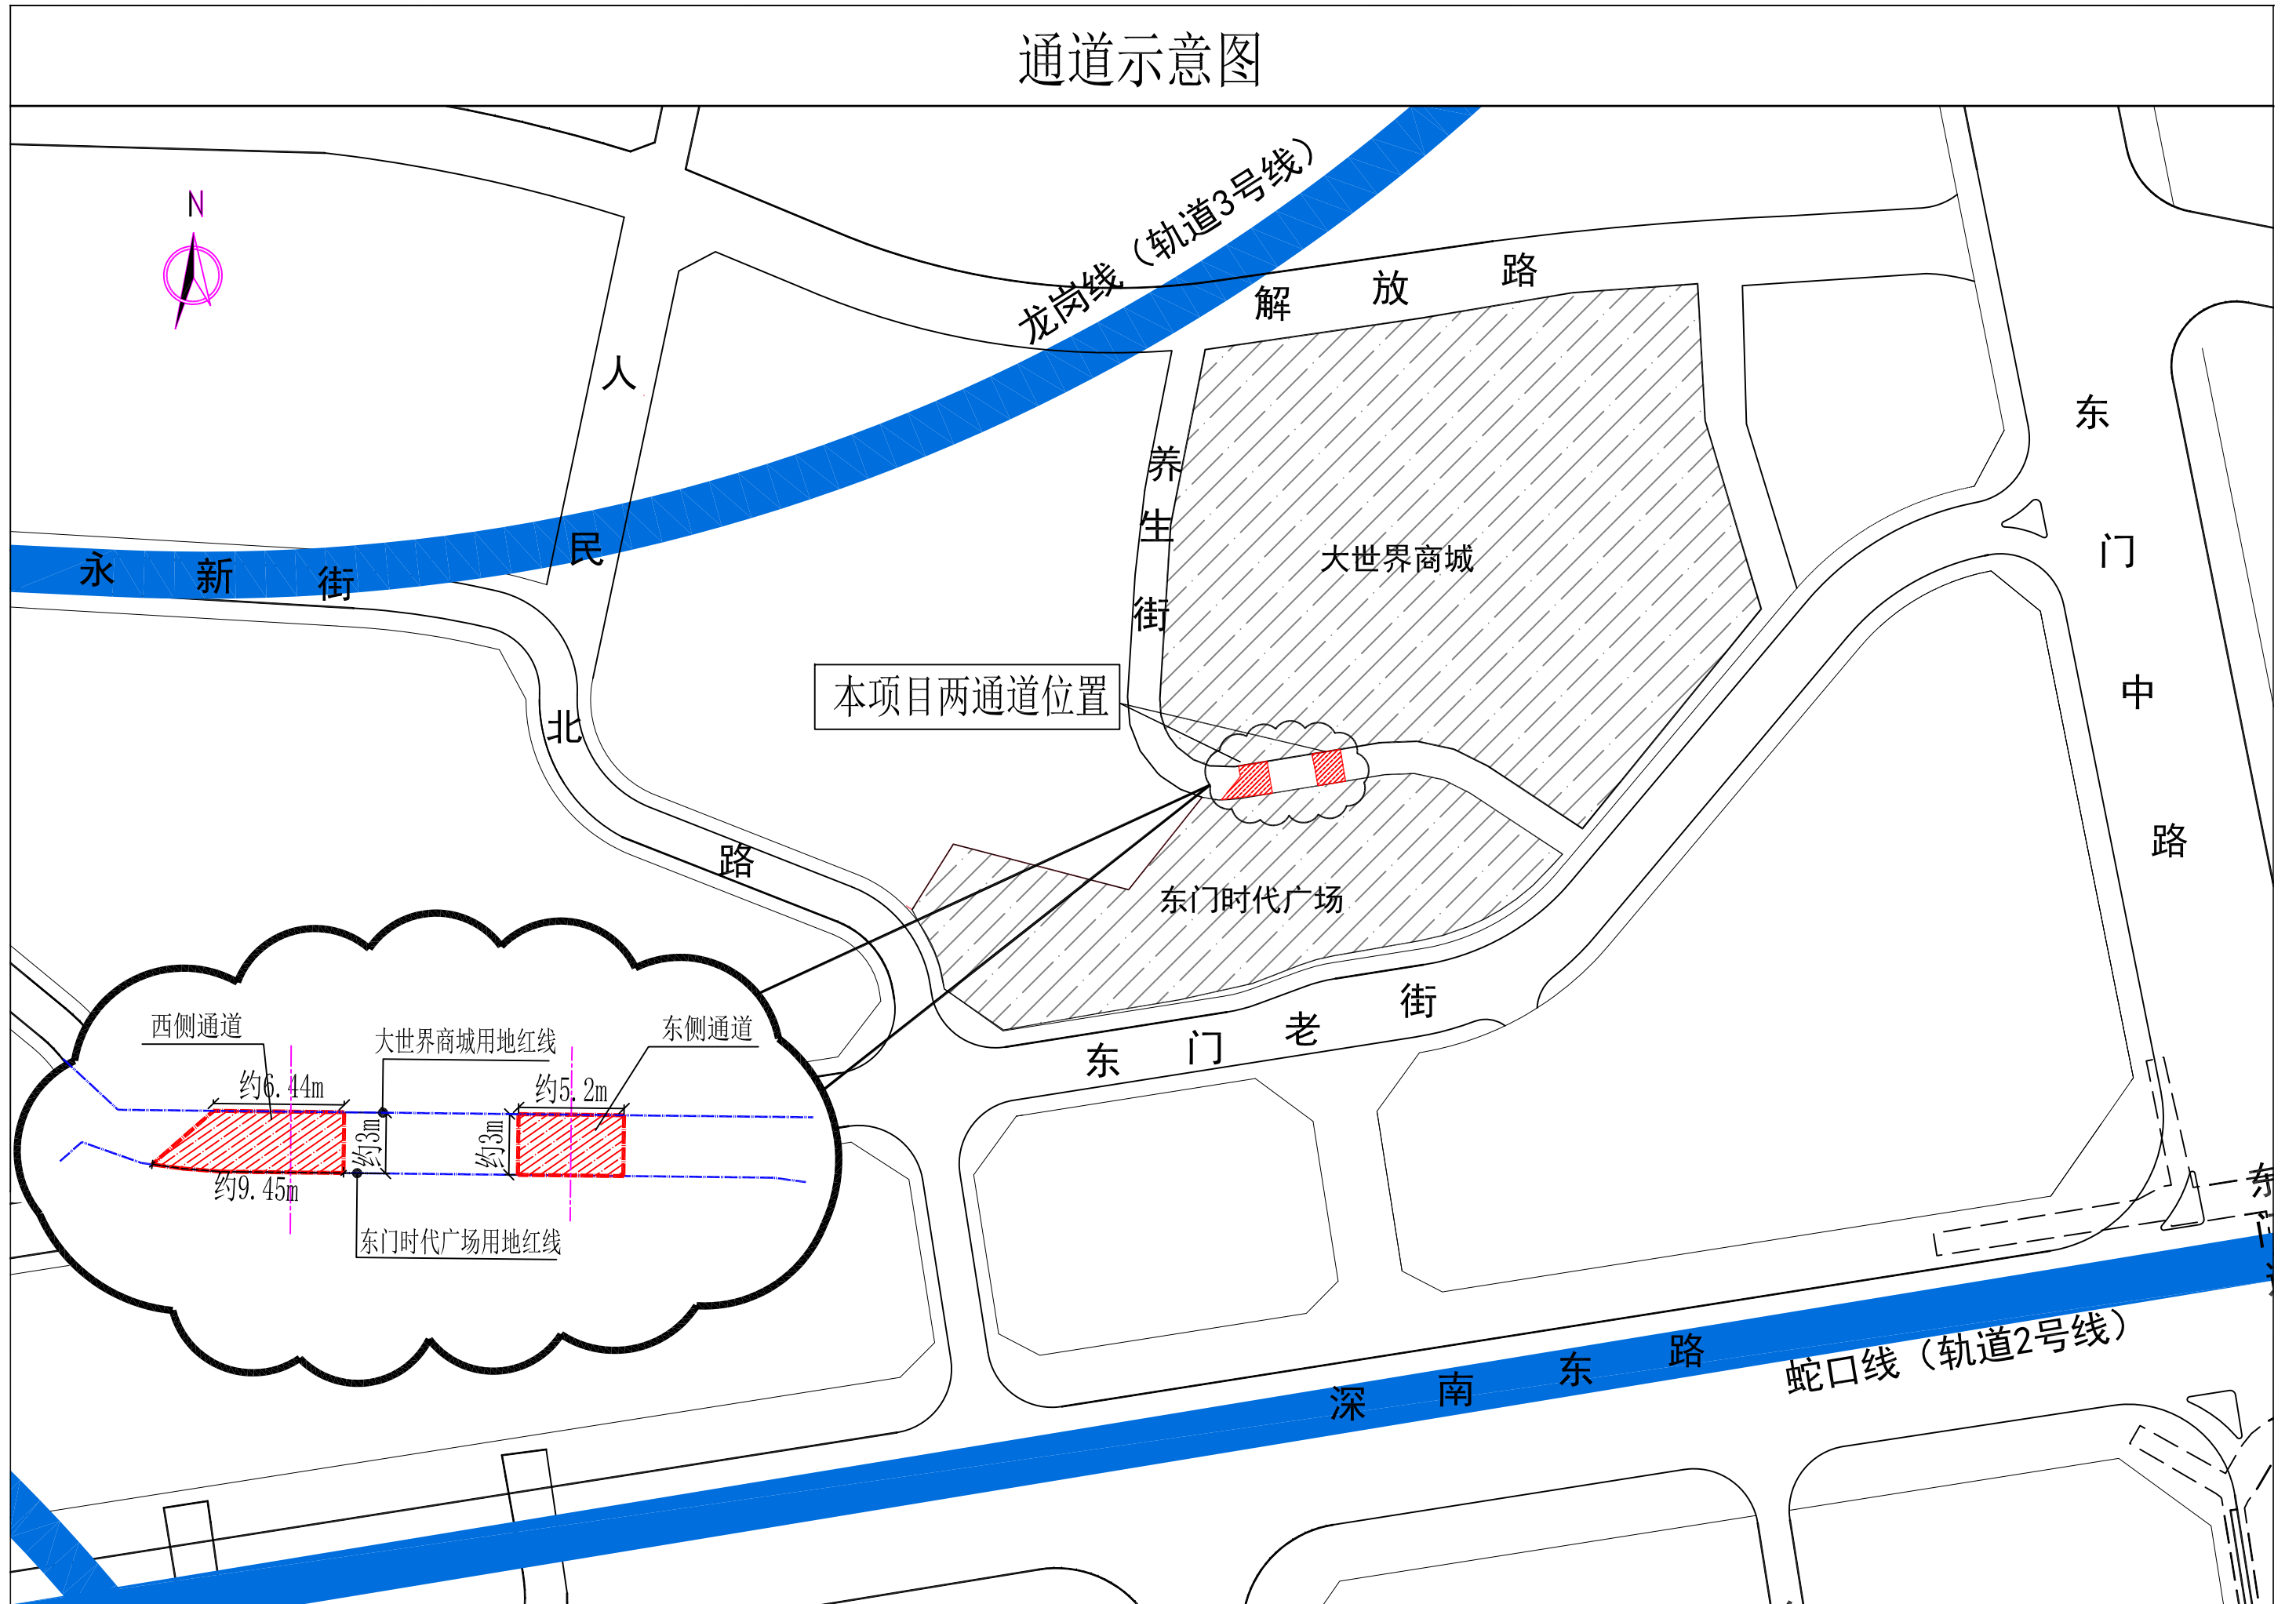 通道示意图
N
龙岗线（轨道3号线）
解放路
人民北路
永新街
养生街
大世界商城
东门中路
本项目两通道位置
东门时代广场
东门老街
西侧通道
大世界商城用地红线
东侧通道
约6.44m
约5.2m
约3m
约3m
约9.45m
东门时代广场用地红线
深南东路
蛇口线（轨道2号线）
东
门